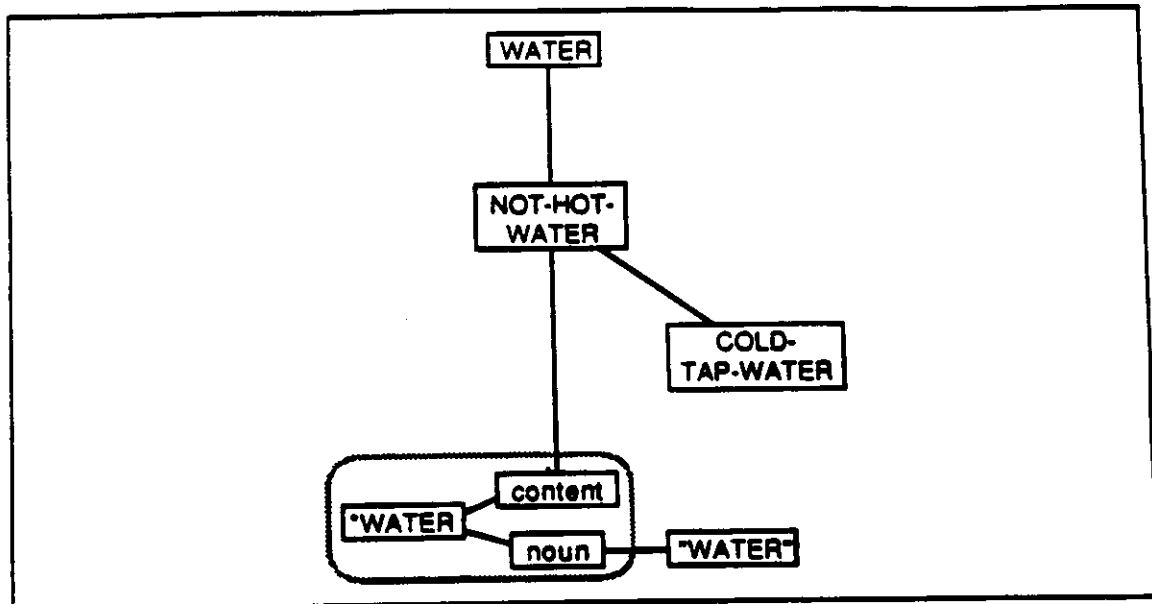 WATER
NOT-HOT-
WATER
COLD-
TAP-WATER
content
*WATER
noun
"WATER"